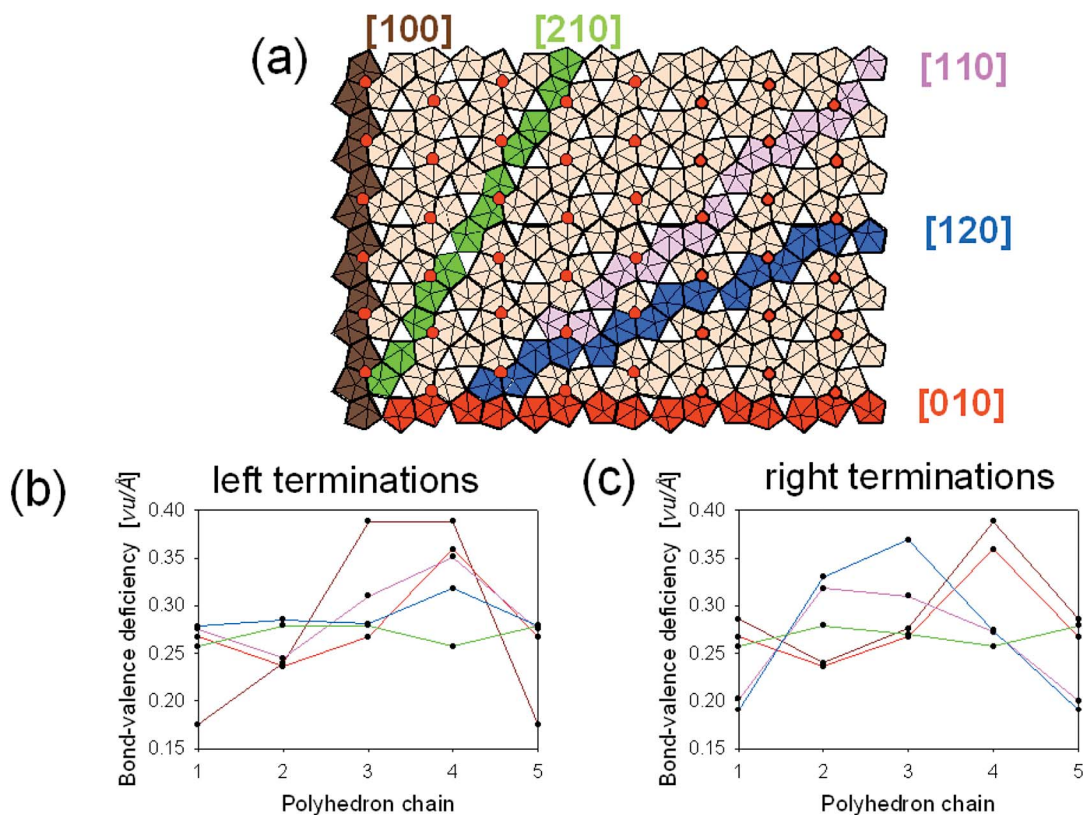 (a)
[100]
[210]
[110]
[120]
[010]
(b)
left terminations
Bond-valence deficiency [vu/Å]
0.40
0.35
0.30
0.25
0.20
0.15
1 2 3 4 5
Polyhedron chain
(c)
right terminations
Bond-valence deficiency [vu/Å]
0.40
0.35
0.30
0.25
0.20
0.15
1 2 3 4 5
Polyhedron chain